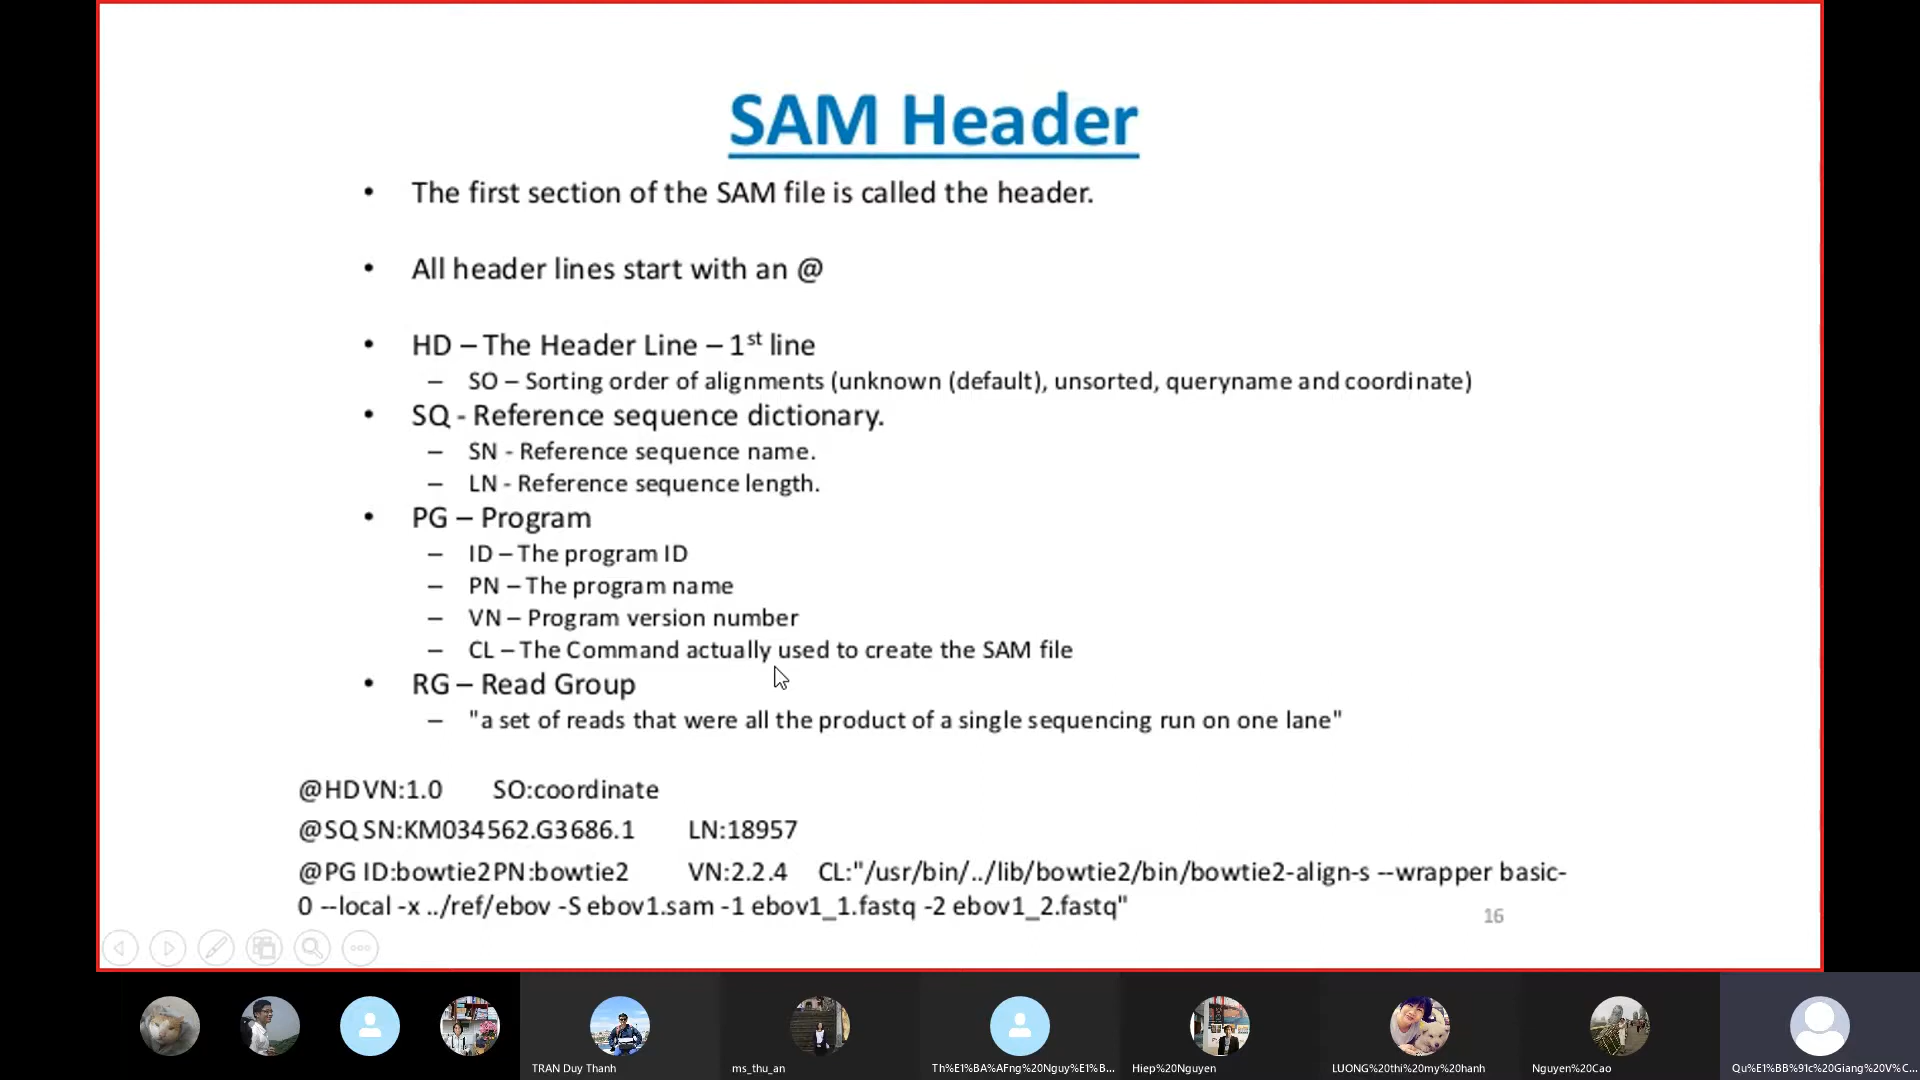 SAM Header
• The first section of the SAM file is called the header.
• All header lines start with an @
• HD – The Header Line – 1st line
– SO – Sorting order of alignments (unknown (default), unsorted, queryname and coordinate)
• SQ - Reference sequence dictionary.
– SN - Reference sequence name.
– LN - Reference sequence length.
• PG – Program
– ID – The program ID
– PN – The program name
– VN – Program version number
– CL – The Command actually used to create the SAM file
• RG – Read Group
– "a set of reads that were all the product of a single sequencing run on one lane"
@HD VN:1.0 SO:coordinate
@SQ SN:KM034562.G3686.1 LN:18957
@PG ID:bowtie2 PN:bowtie2 VN:2.2.4 CL:"/usr/bin/../lib/bowtie2/bin/bowtie2-align-s --wrapper basic-
0 --local -x ../ref/ebov -S ebov1.sam -1 ebov1_1.fastq -2 ebov1_2.fastq"
16
TRAN Duy Thanh
ms_thu_an
Th%E1%BA%AFng%20Nguy%E1%B...
Hiep%20Nguyen
LUONG%20thi%20my%20hanh
Nguyen%20Cao
Qu%E1%BB%91c%20Giang%20V%C...